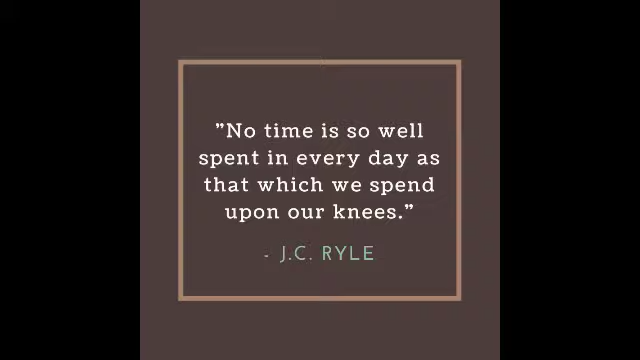 "No time is so well
spent in every day as
that which we spend
upon our knees."
- J.C. RYLE